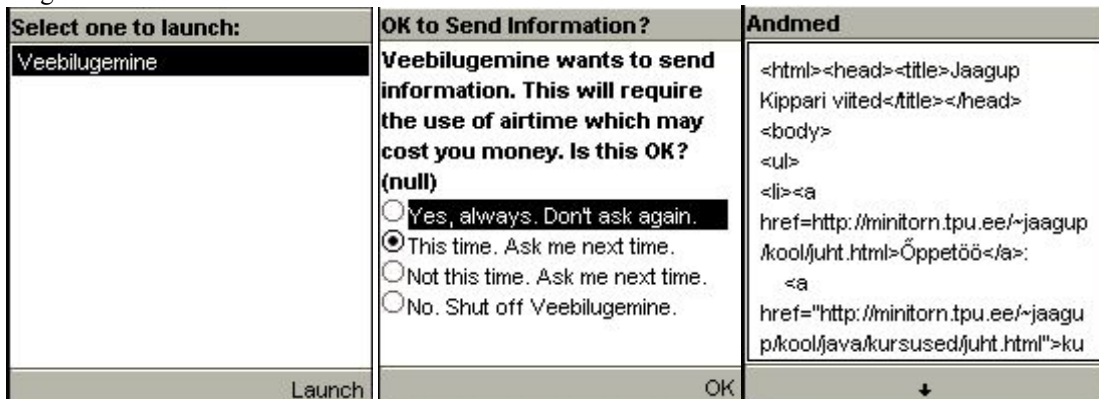 Select one to launch:
Veebilugemine
Launch
OK to Send Information?
Veebilugemine wants to send
information. This will require
the use of airtime which may
cost you money. Is this OK?
(null)
Yes, always. Don't ask again.
This time. Ask me next time.
Not this time. Ask me next time.
No. Shut off Veebilugemine.
OK
Andmed
<html><head><title>Jaagup
Kippari viited</title></head>
<body>
<ul>
<li><a
href=http://minitorn.tpu.ee/~jaagup
/kool/juht.html>Őppetöö</a>:
<a
href="http://minitorn.tpu.ee/~jaagu
p/kool/java/kursused/juht.html">ku